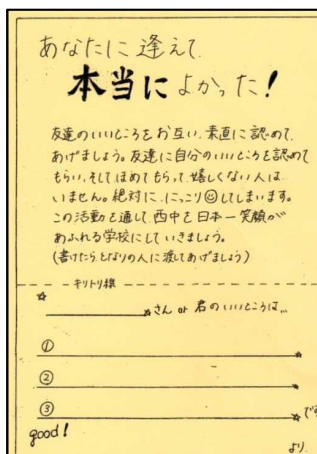 あなたに逢えて
本当によかった!
友達のいいところをお互い、素直に認めて
あげましょう。友達に自分のいいところを認めて
もらい、そしてほめてもらって、嬉しくない人は
いません。絶対に、にっこり☺してしまいます。
この活動を通して、西中を日本一笑顔が
あふれる学校にしていきましょう。
(書けたら、となりの人に渡してあげましょう)
キリトリ線
さん or 君のいいところは…
①
②
③ です
good!
より